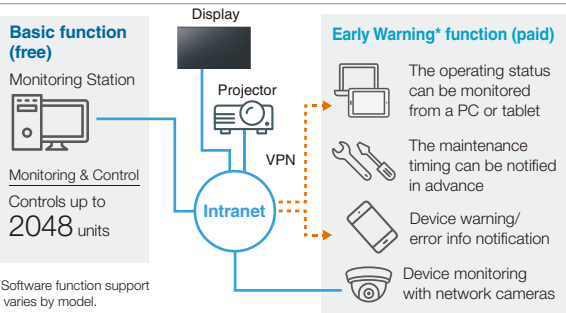 Basic function
(free)
Monitoring Station
Monitoring & Control
Controls up to
2048 units
Software function support
varies by model.
Display
Projector
VPN
Intranet
Early Warning* function (paid)
The operating status
can be monitored
from a PC or tablet
The maintenance
timing can be notified
in advance
Device warning/
error info notification
Device monitoring
with network cameras